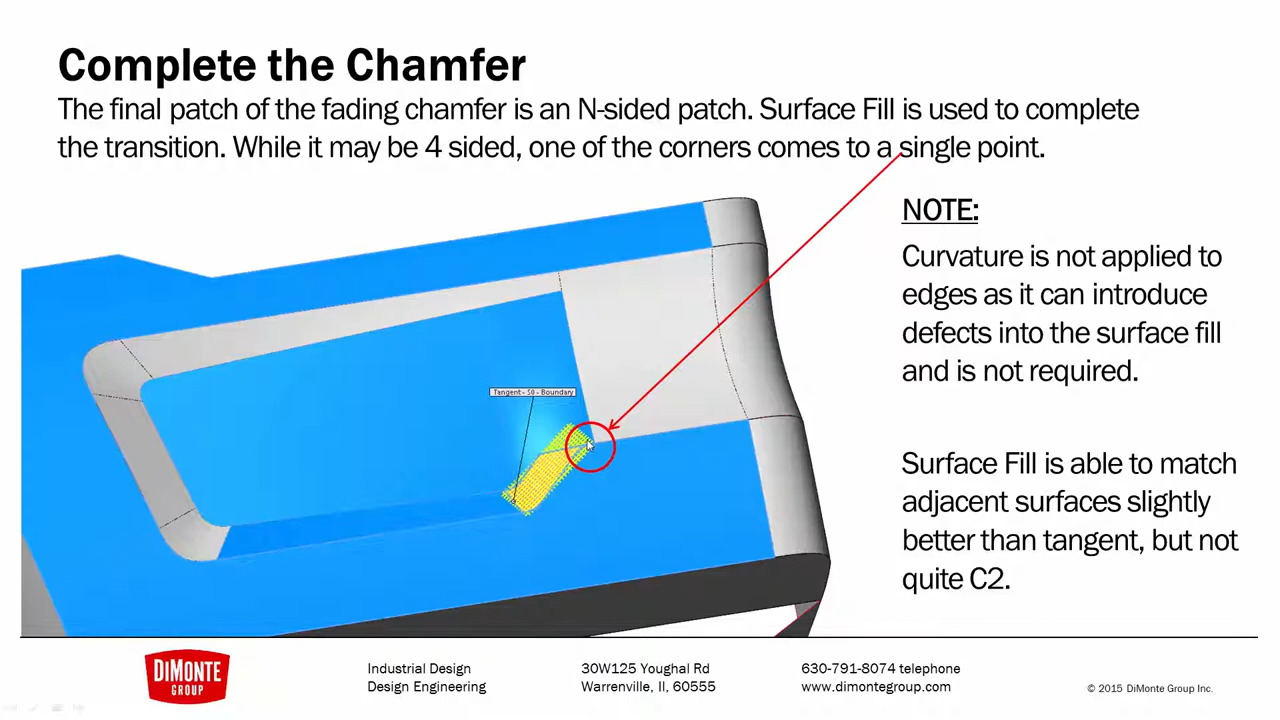 Complete the Chamfer
The final patch of the fading chamfer is an N-sided patch. Surface Fill is used to complete
the transition. While it may be 4 sided, one of the corners comes to a single point.
NOTE:
Curvature is not applied to
edges as it can introduce
defects into the surface fill
and is not required.
Surface Fill is able to match
adjacent surfaces slightly
better than tangent, but not
quite C2.
Tangent - S0 - Boundary
DIMONTE
GROUP
Industrial Design
Design Engineering
30W125 Youghal Rd
Warrenville, Il, 60555
630-791-8074 telephone
www.dimontegroup.com
© 2015 DiMonte Group Inc.